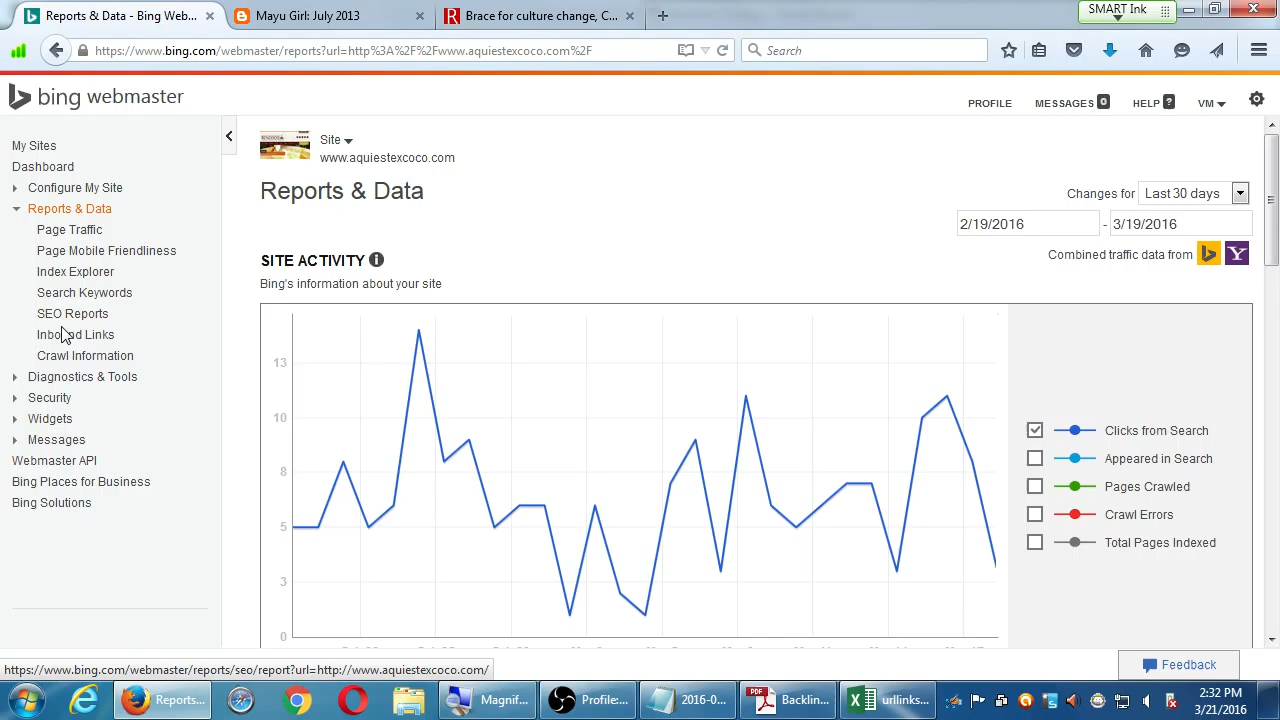 Reports & Data - Bing Web...
Mayu Girl: July 2013
Brace for culture change, C...
SMART Ink
https://www.bing.com/webmaster/reports?url=http%3A%2F%2Fwww.aquiestexcoco.com%2F
Search
bing webmaster
PROFILE
MESSAGES 0
HELP ?
VM
My Sites
Dashboard
Configure My Site
Reports & Data
Page Traffic
Page Mobile Friendliness
Index Explorer
Search Keywords
SEO Reports
Inbound Links
Crawl Information
Diagnostics & Tools
Security
Widgets
Messages
Webmaster API
Bing Places for Business
Bing Solutions
Site
www.aquiestexcoco.com
Reports & Data
Changes for Last 30 days
2/19/2016 - 3/19/2016
Combined traffic data from
SITE ACTIVITY
Bing's information about your site
13
10
8
5
3
0
Clicks from Search
Appeared in Search
Pages Crawled
Crawl Errors
Total Pages Indexed
https://www.bing.com/webmaster/reports/seo/report?url=http://www.aquiestexcoco.com/
Feedback
Reports...
Magnif...
Profile:...
2016-0...
Backlin...
urllinks...
2:32 PM
3/21/2016